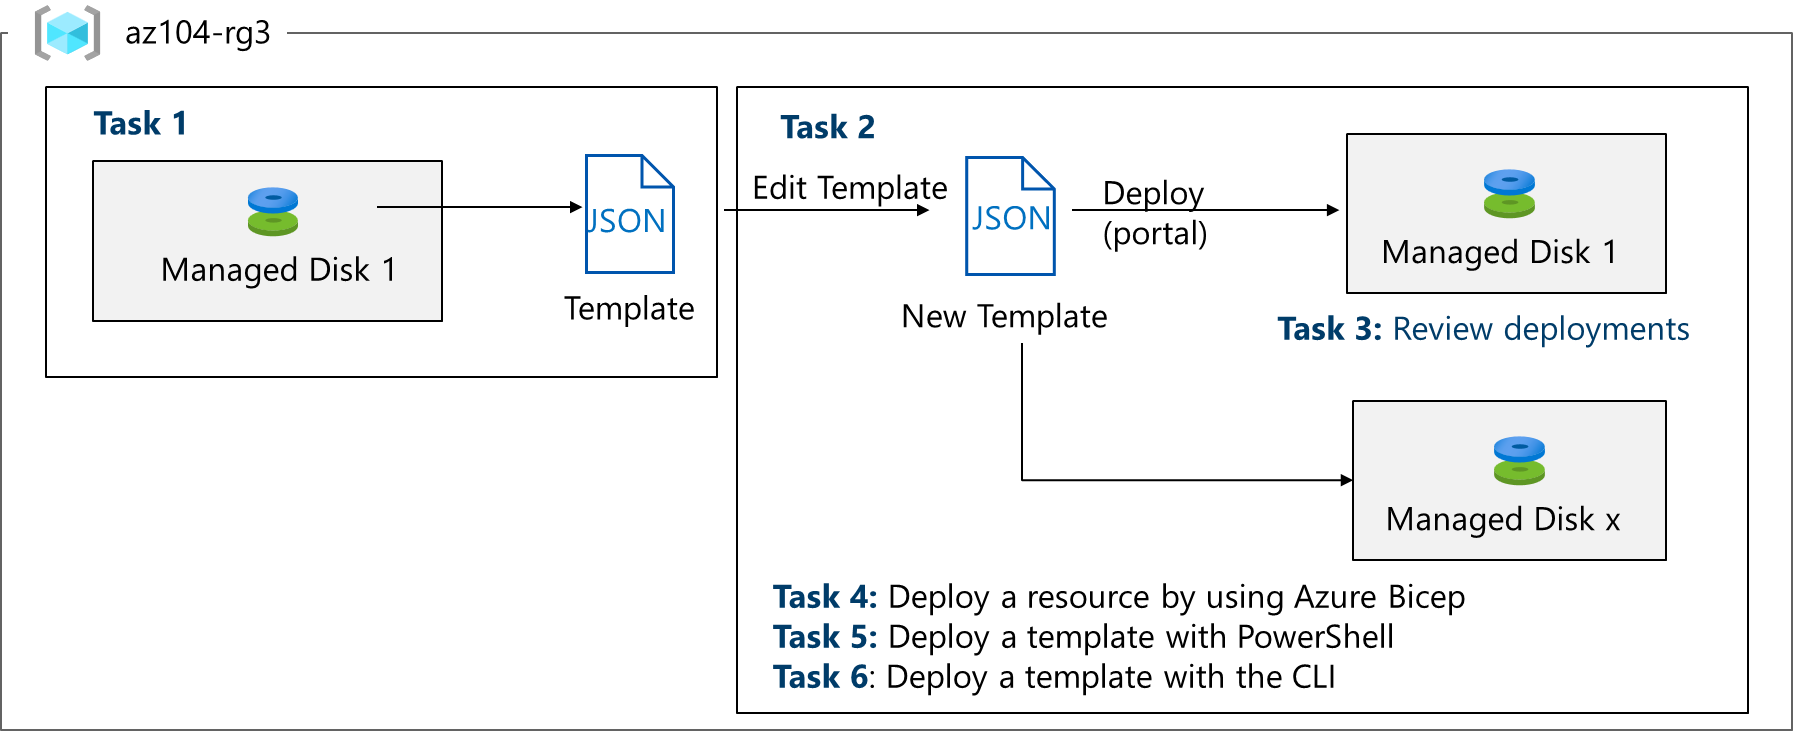 az104-rg3
Task 1
Managed Disk 1
JSON
Template
Task 2
Edit Template
JSON
New Template
Deploy
(portal)
Managed Disk 1
Task 3: Review deployments
Managed Disk x
Task 4: Deploy a resource by using Azure Bicep
Task 5: Deploy a template with PowerShell
Task 6: Deploy a template with the CLI